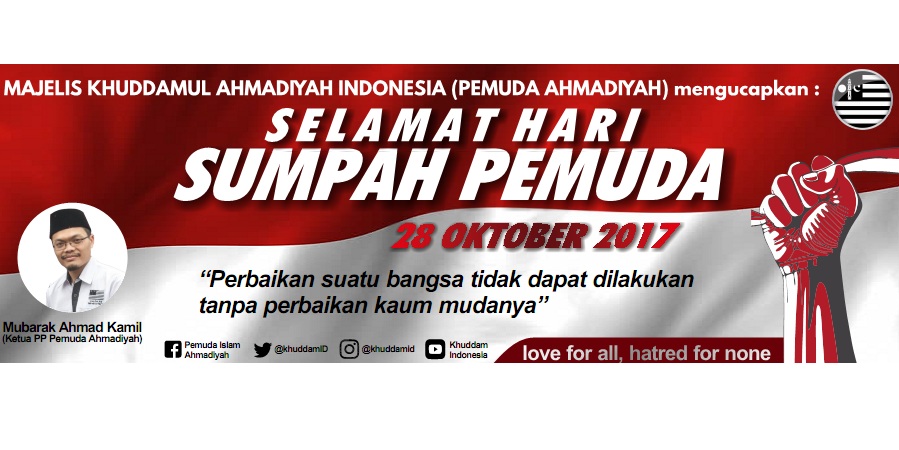 MAJELIS KHUDDAMUL AHMADIYAH INDONESIA (PEMUDA AHMADIYAH) mengucapkan :
SELAMAT HARI
SUMPAH PEMUDA
28 OKTOBER 2017
“Perbaikan suatu bangsa tidak dapat dilakukan
tanpa perbaikan kaum mudanya”
Mubarak Ahmad Kamil
(Ketua PP Pemuda Ahmadiyah)
Pemuda Islam
Ahmadiyah
@khuddamID
@khuddamId
Khuddam
Indonesia
love for all, hatred for none